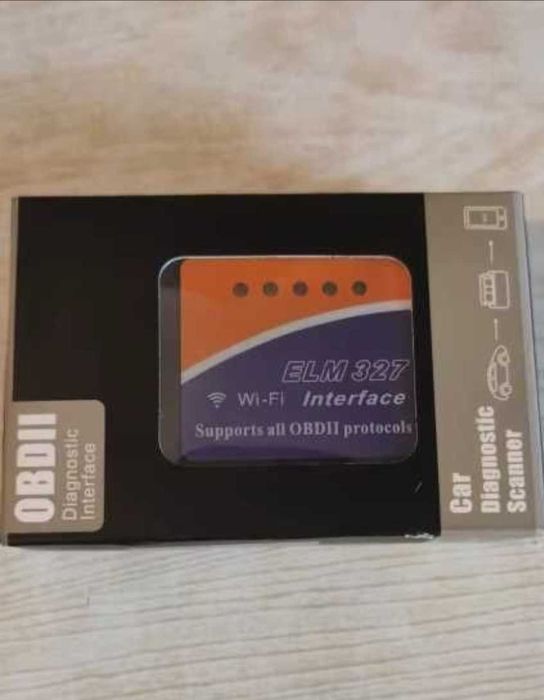 OBDII
Diagnostic
Interface
ELM 327
Wi-Fi Interface
Supports all OBDII protocols
Car
Diagnostic
Scanner